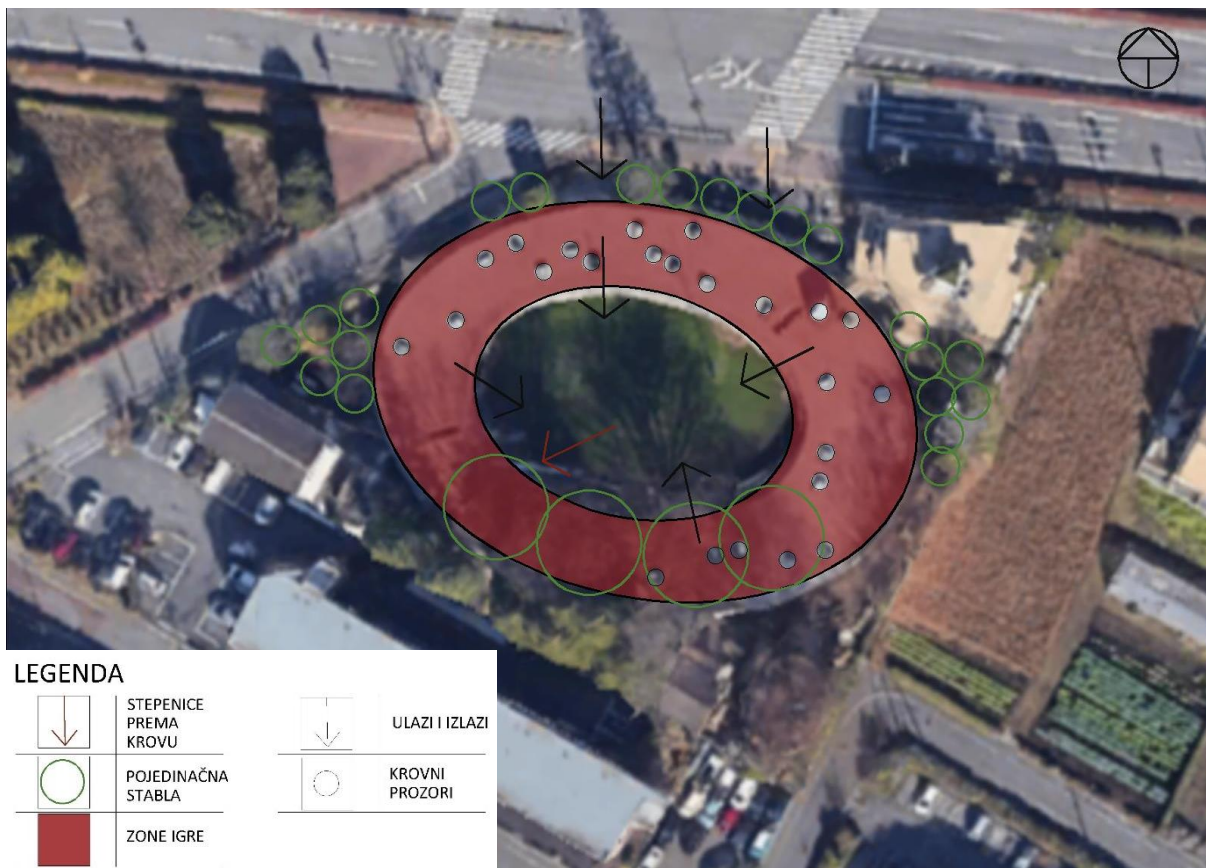 LEGENDA
STEPENICE
PREMA
KROVU
ULAZI I IZLAZI
POJEDINAČNA
STABLA
KROVNI
PROZORI
ZONE IGRE